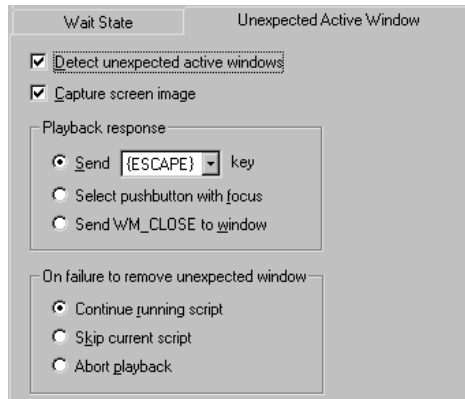 Wait State Unexpected Active Window
Detect unexpected active windows
Capture screen image
Playback response
Send {ESCAPE} key
Select pushbutton with focus
Send WM_CLOSE to window
On failure to remove unexpected window
Continue running script
Skip current script
Abort playback